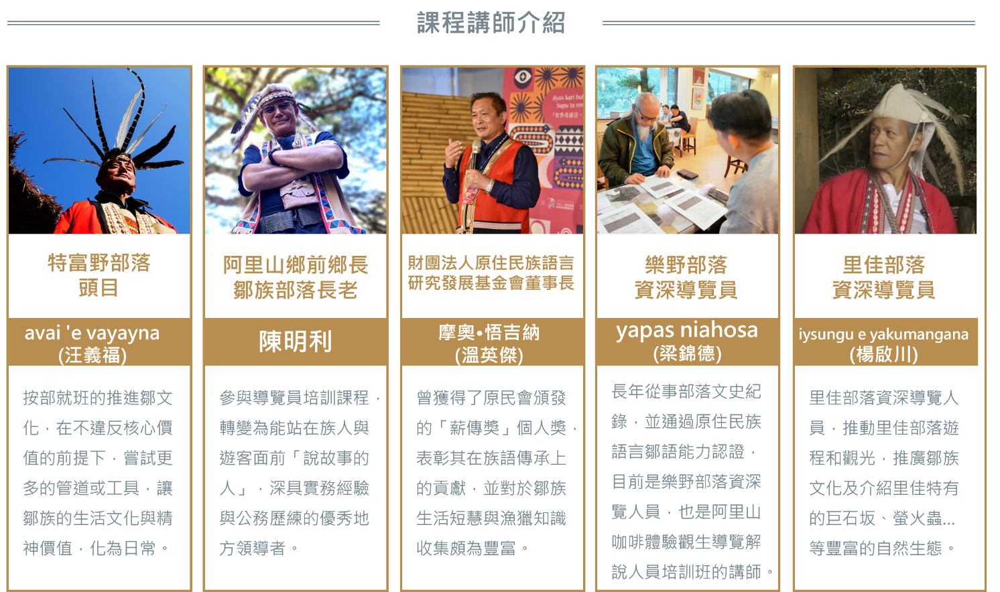 課程講師介紹
Jiyas kari bu
Supu ta rm
「世界母語日，
特富野部落
頭目
avai 'e vayayna
(汪義福)
按部就班的推進鄒文
化，在不違反核心價
值的前提下，嘗試更
多的管道或工具，讓
鄒族的生活文化與精
神價值，化為日常。
阿里山鄉前鄉長
鄒族部落長老
陳明利
參與導覽員培訓課程，
轉變為能站在族人與
遊客面前「說故事的
人」，深具實務經驗
與公務歷練的優秀地
方領導者。
財團法人原住民族語言
研究發展基金會董事長
摩奧•悟吉納
(溫英傑)
曾獲得了原民會頒發
的「薪傳獎」個人獎，
表彰其在族語傳承上
的貢獻，並對於鄒族
生活短慧與漁獵知識
收集頗為豐富。
樂野部落
資深導覽員
yapas niahosa
(梁錦德)
長年從事部落文史紀
錄，並通過原住民族
語言鄒語能力認證，
目前是樂野部落資深
覽人員，也是阿里山
咖啡體驗觀生導覽解
說人員培訓班的講師。
里佳部落
資深導覽員
iysungu e yakumangana
(楊啟川)
里佳部落資深導覽人
員，推動里佳部落遊
程和觀光，推廣鄒族
文化及介紹里佳特有
的巨石坂、螢火蟲...
等豐富的自然生態。